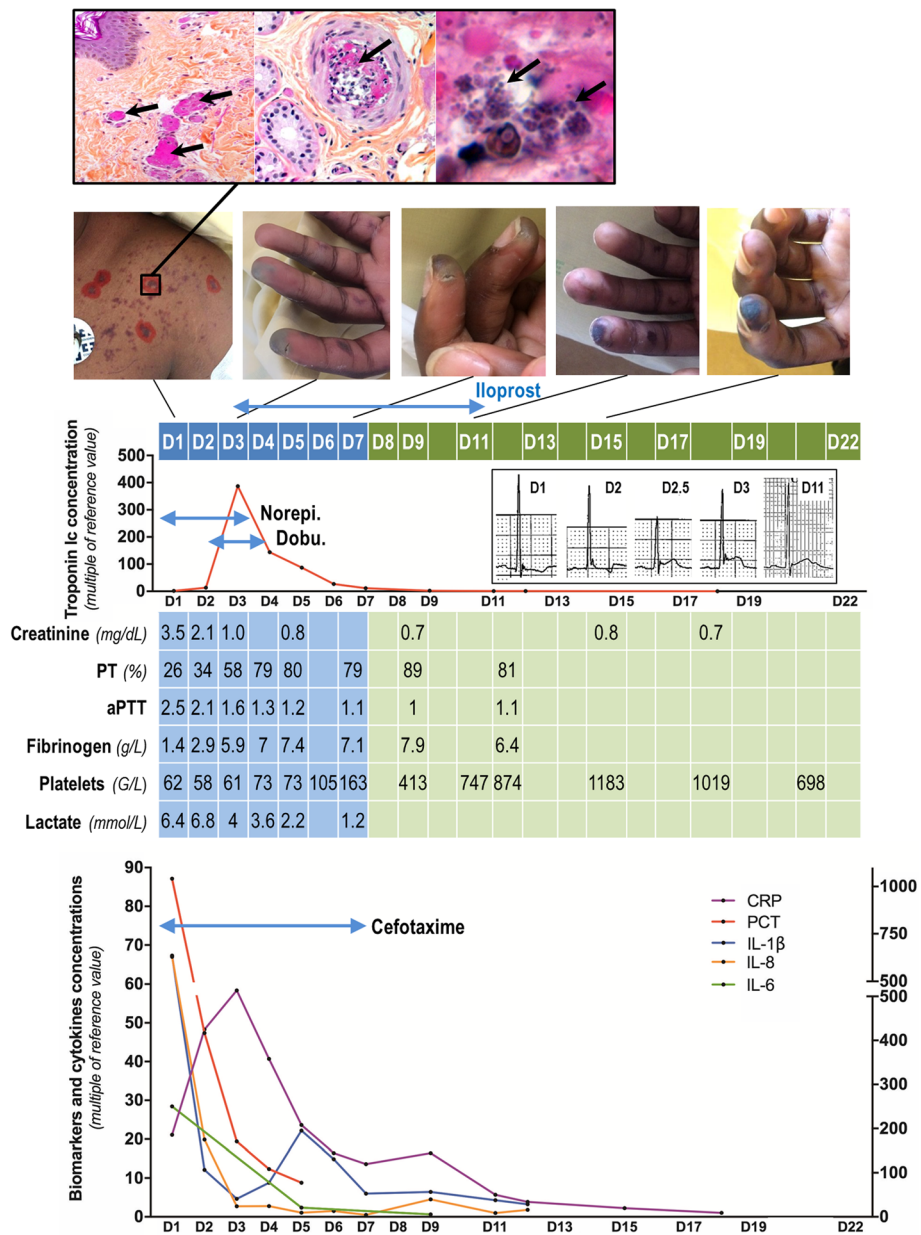 Iloprost
D1 D2 D3 D4 D5 D6 D7 D8 D9 D11 D13 D15 D17 D19 D22
Troponin Ic concentration
(multiple of reference value)
500
400
300
200
100
0
Norepi.
Dobu.
D1 D2 D2.5 D3 D11
D1 D2 D3 D4 D5 D6 D7 D8 D9 D11 D13 D15 D17 D19 D22
Creatinine (mg/dL) 3.5 2.1 1.0 0.8 0.7 0.8 0.7
PT (%) 26 34 58 79 80 79 89 81
aPTT 2.5 2.1 1.6 1.3 1.2 1.1 1 1.1
Fibrinogen (g/L) 1.4 2.9 5.9 7 7.4 7.1 7.9 6.4
Platelets (G/L) 62 58 61 73 73 105 163 413 747 874 1183 1019 698
Lactate (mmol/L) 6.4 6.8 4 3.6 2.2 1.2
Biomarkers and cytokines concentrations
(multiple of reference value)
90
80
70
60
50
40
30
20
10
0
Cefotaxime
CRP
PCT
IL-1β
IL-8
IL-6
1000
750
500
500
400
300
200
100
0
D1 D2 D3 D4 D5 D6 D7 D8 D9 D11 D13 D15 D17 D19 D22